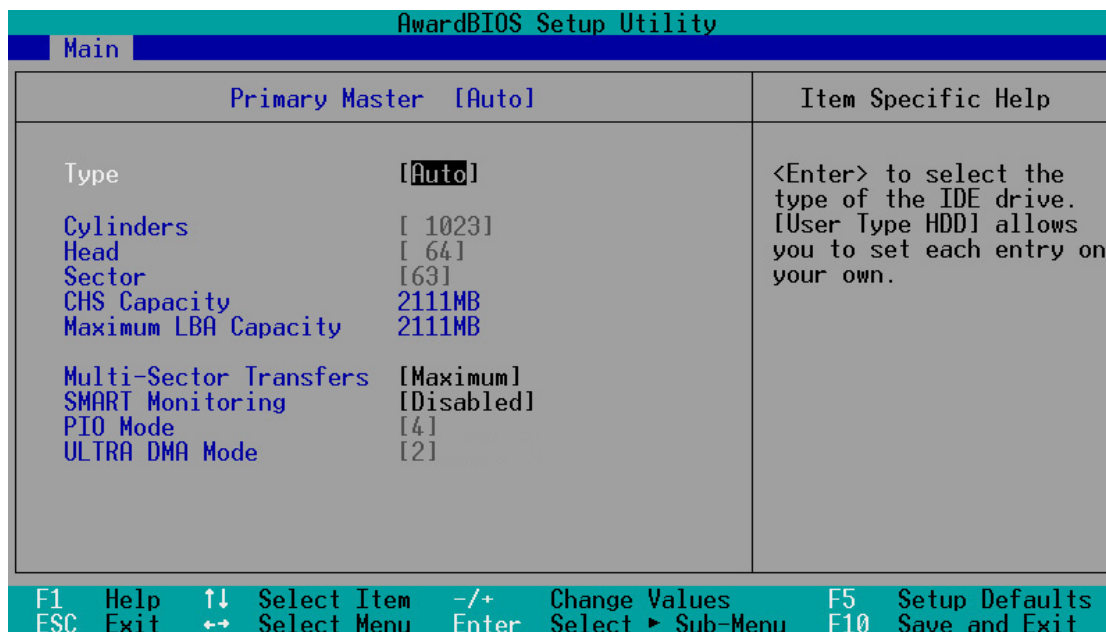 AwardBIOS Setup Utility
Main
Primary Master [Auto]
Item Specific Help
Type [Auto]
Cylinders [ 1023]
Head [ 64]
Sector [63]
CHS Capacity 2111MB
Maximum LBA Capacity 2111MB
Multi-Sector Transfers [Maximum]
SMART Monitoring [Disabled]
PIO Mode [4]
ULTRA DMA Mode [2]
<Enter> to select the
type of the IDE drive.
[User Type HDD] allows
you to set each entry on
your own.
F1 Help ↑↓ Select Item -/+ Change Values F5 Setup Defaults
ESC Exit ←→ Select Menu Enter Select ► Sub-Menu F10 Save and Exit